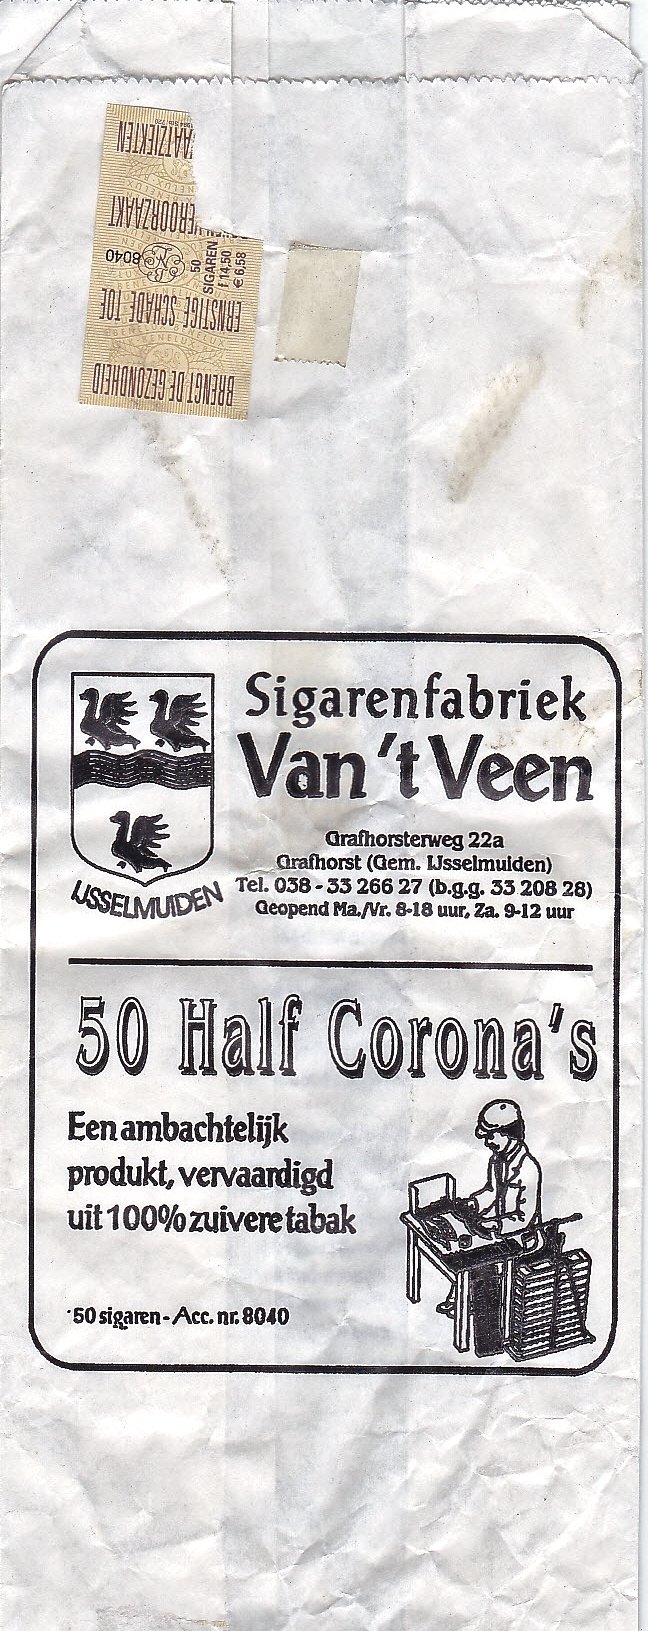 BRENGT DE GEZONDHEID
ERNSTIGE SCHADE TOE
8040
50
SIGAREN
f 14,50
€ 6,58
BENELUX
Sigarenfabriek
Van 't Veen
Grafhorsterweg 22a
Grafhorst (Gem. IJsselmuiden)
Tel. 038 - 33 266 27 (b.g.g. 33 208 28)
Geopend Ma./Vr. 8-18 uur, Za. 9-12 uur
IJSSELMUIDEN
50 Half Corona's
Een ambachtelijk
produkt, vervaardigd
uit 100% zuivere tabak
50 sigaren - Acc. nr. 8040